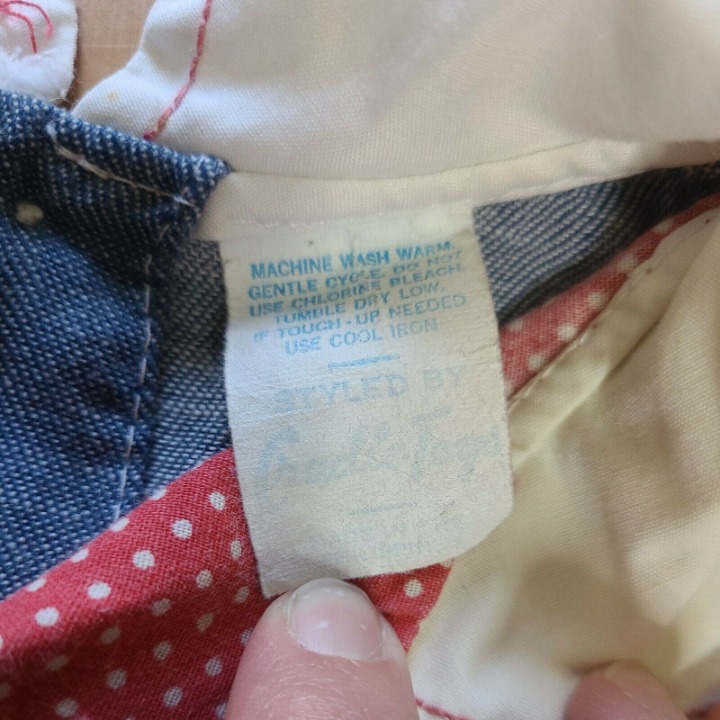 MACHINE WASH WARM.
GENTLE CYCLE. DO NOT
USE CHLORINE BLEACH.
TUMBLE DRY LOW.
IF TOUCH-UP NEEDED
USE COOL IRON
STYLED BY
Togs